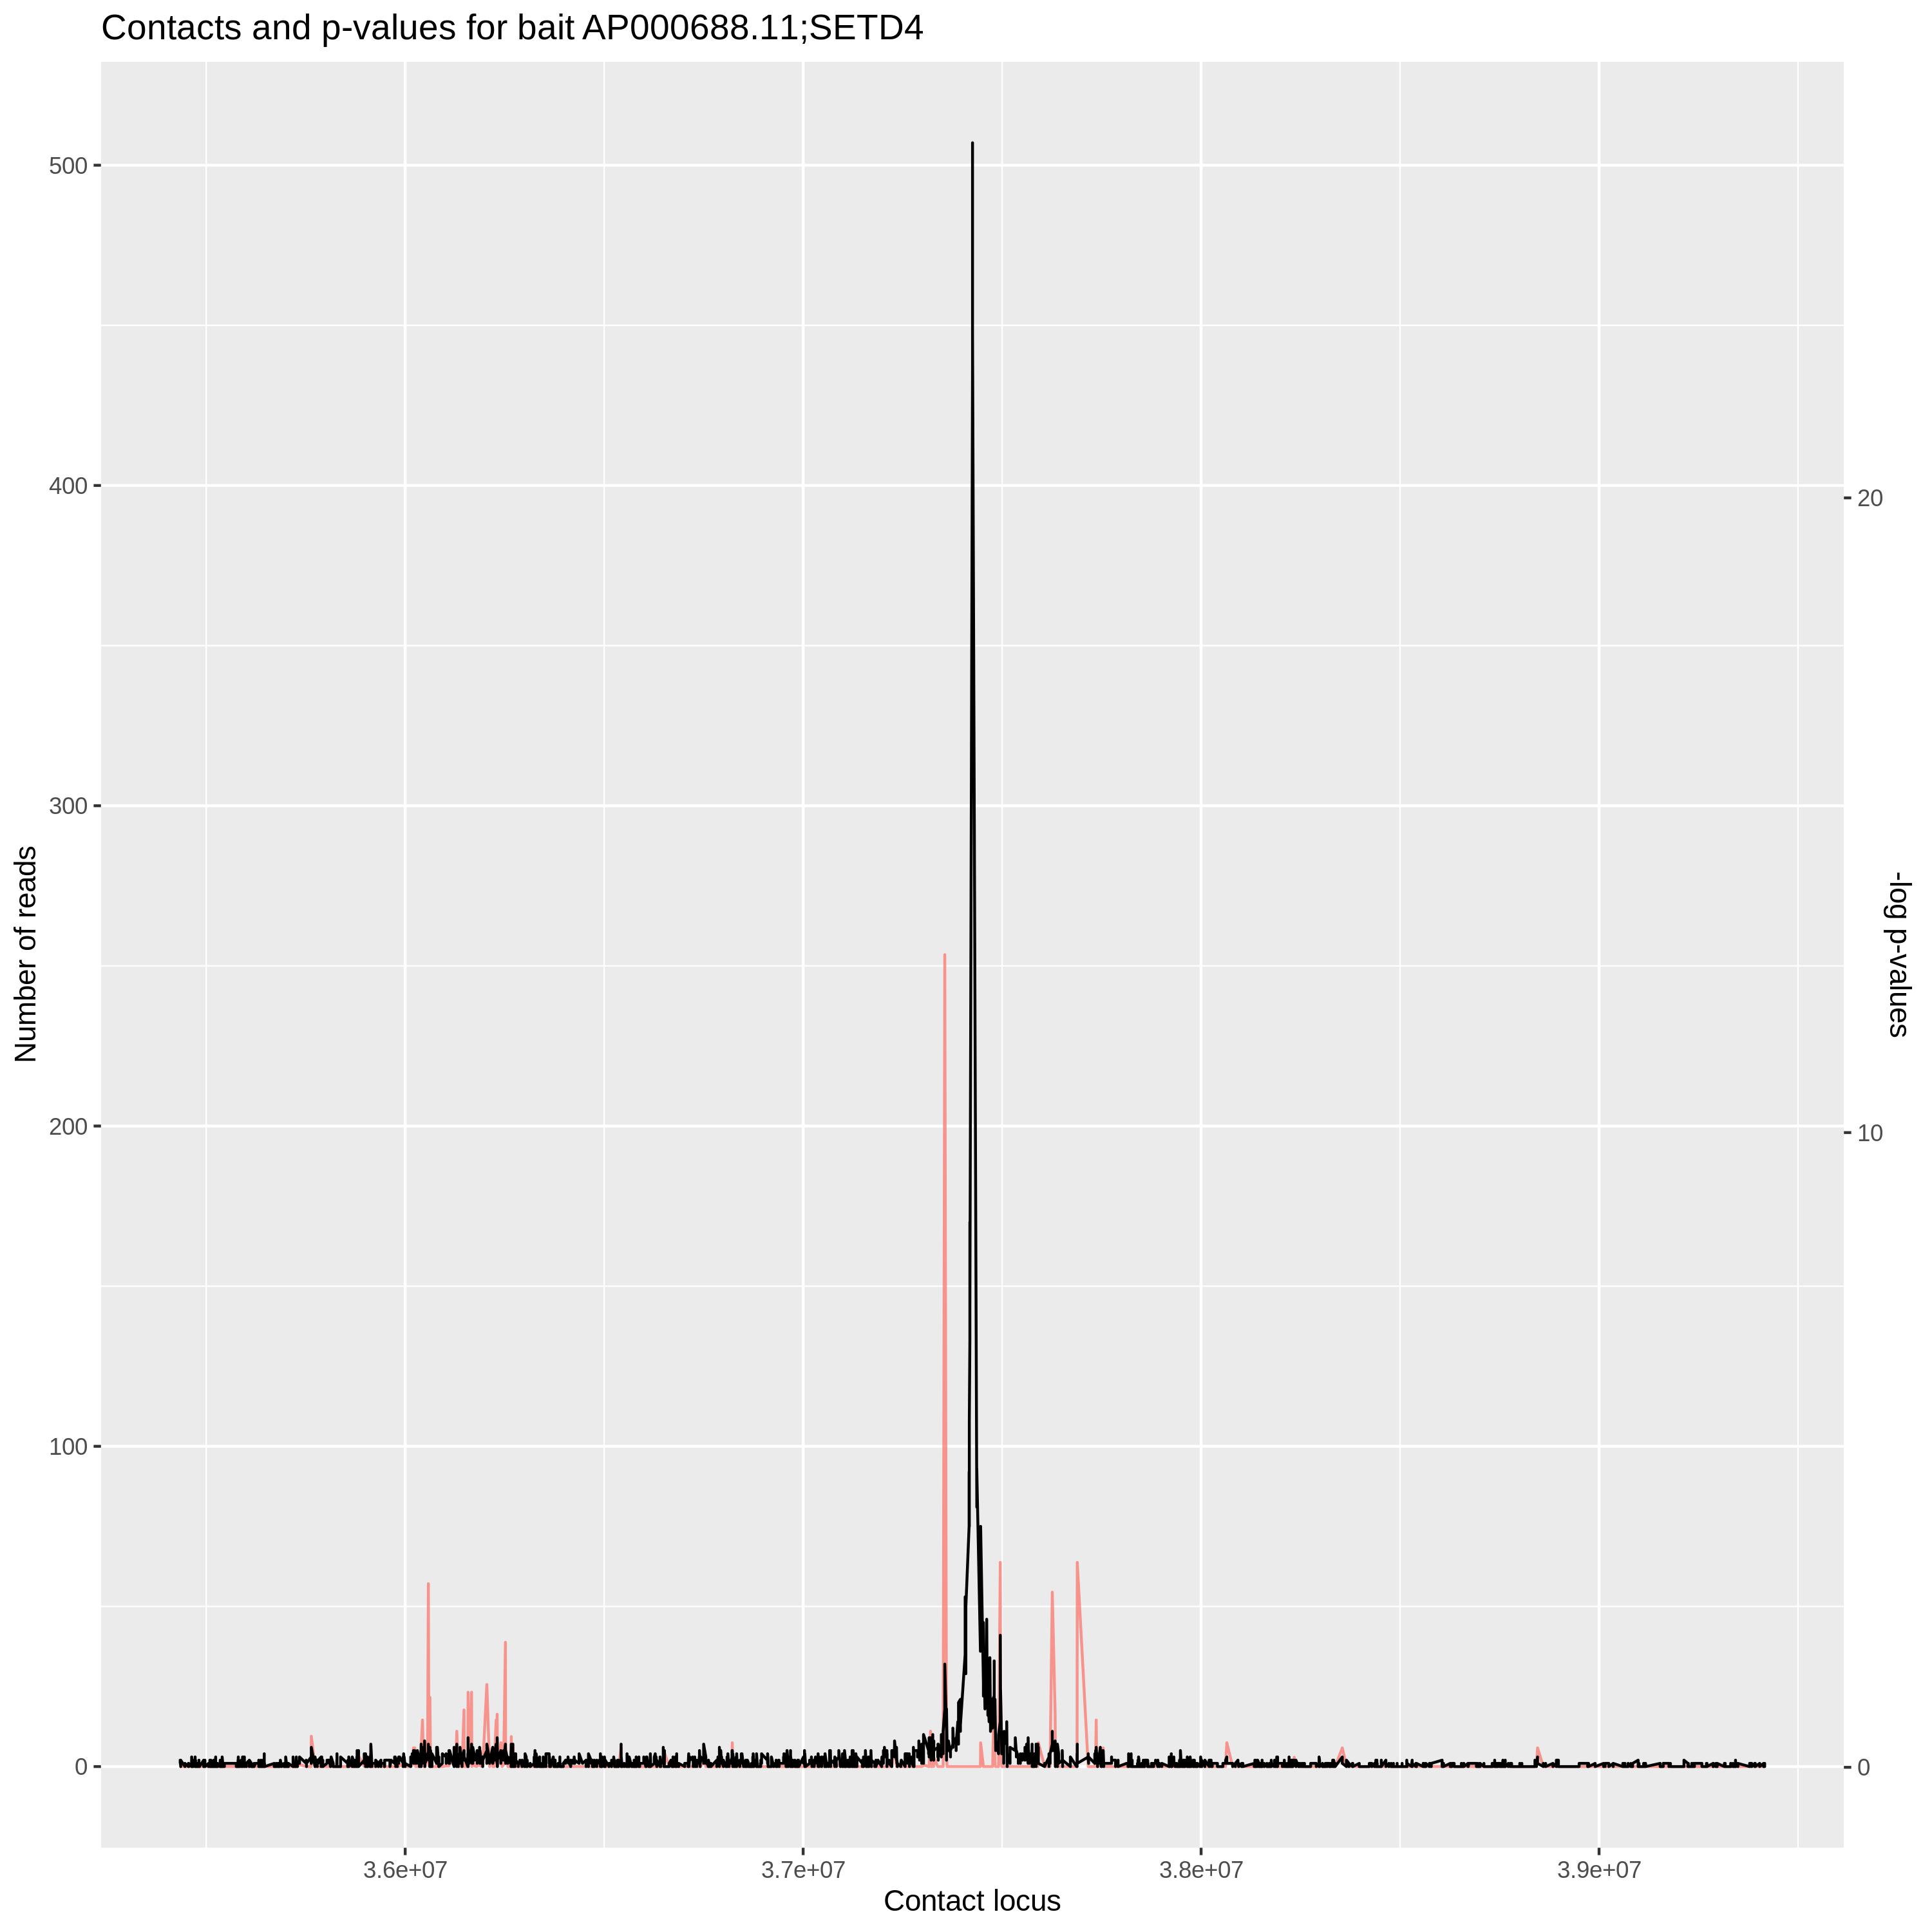 Contacts and p-values for bait AP000688.11;SETD4
500
400
300
200
100
0
Number of reads
20
10
0
-log p-values
3.6e+07
3.7e+07
3.8e+07
3.9e+07
Contact locus